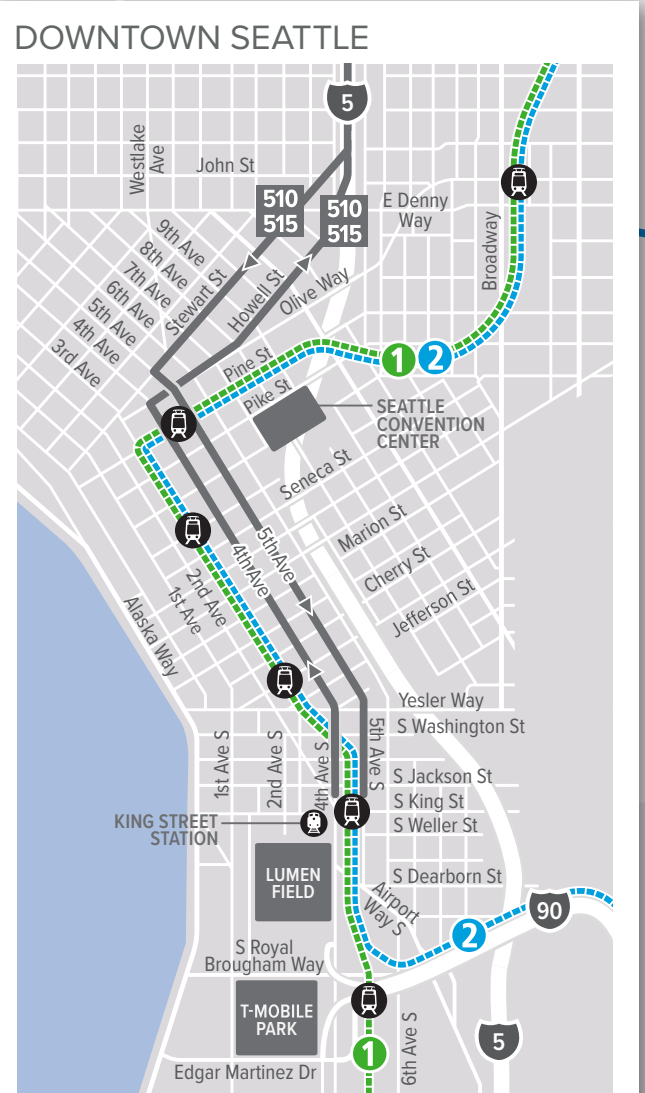 DOWNTOWN SEATTLE
5
Westlake
Ave
John St
510
515
510
515
E Denny
Way
Broadway
9th Ave
8th Ave
7th Ave
6th Ave
5th Ave
4th Ave
3rd Ave
Stewart St
Howell St
Olive Way
Pine St
Pike St
1
2
SEATTLE
CONVENTION
CENTER
Seneca St
Marion St
Cherry St
Jefferson St
5th Ave
4th Ave
2nd Ave
1st Ave
Alaska Way
Yesler Way
S Washington St
1st Ave S
2nd Ave S
4th Ave S
5th Ave S
S Jackson St
S King St
S Weller St
KING STREET
STATION
LUMEN
FIELD
S Dearborn St
Airport
Way S
90
2
S Royal
Brougham Way
T-MOBILE
PARK
6th Ave S
5
1
Edgar Martinez Dr